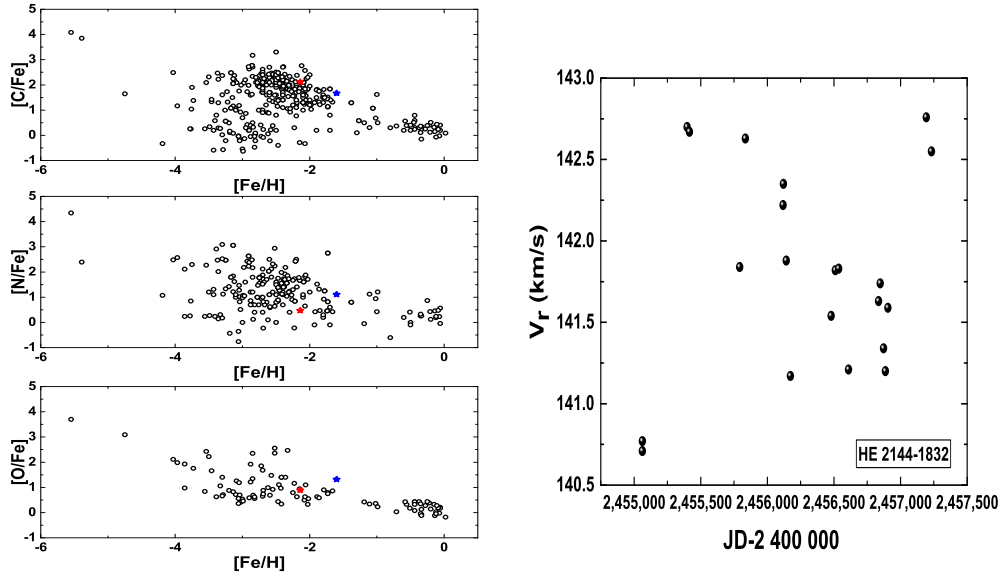 5
4
3
2
1
0
-1
[C/Fe]
-6 -4 -2 0
[Fe/H]
5
4
3
2
1
0
-1
[N/Fe]
-6 -4 -2 0
[Fe/H]
5
4
3
2
1
0
-1
[O/Fe]
-6 -4 -2 0
[Fe/H]
143.0
142.5
142.0
141.5
141.0
140.5
Vr (km/s)
HE 2144-1832
2,455,000 2,455,500 2,456,000 2,456,500 2,457,000 2,457,500
JD-2 400 000